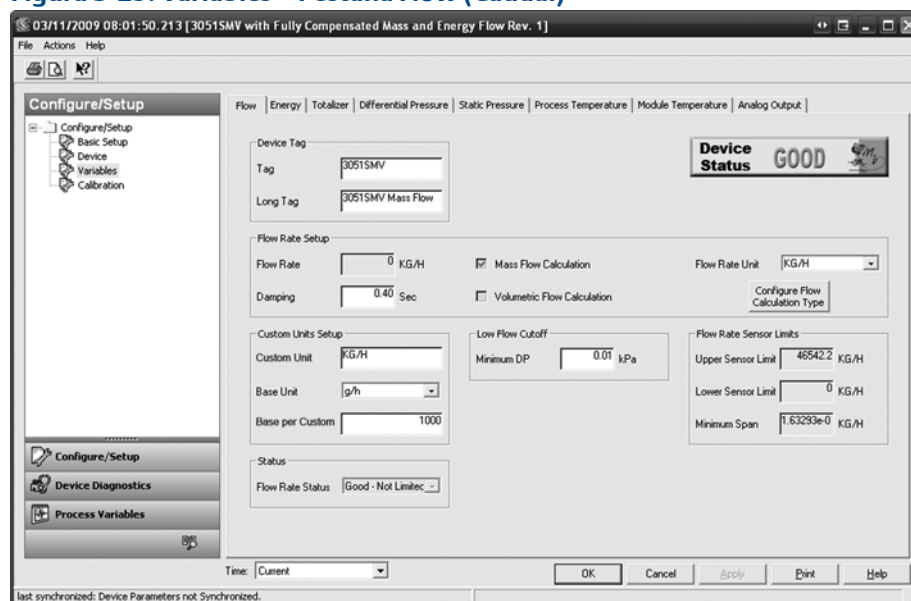 03/11/2009 08:01:50.213 [3051SMV with Fully Compensated Mass and Energy Flow Rev. 1]
File Actions Help
Configure/Setup
Configure/Setup
Basic Setup
Device
Variables
Calibration
Configure/Setup
Device Diagnostics
Process Variables
Flow Energy Totalizer Differential Pressure Static Pressure Process Temperature Module Temperature Analog Output
Device Tag
Tag 3051SMV
Long Tag 3051SMV Mass Flow
Device Status GOOD
Flow Rate Setup
Flow Rate 0 KG/H Mass Flow Calculation Flow Rate Unit KG/H
Damping 0.40 Sec Volumetric Flow Calculation Configure Flow Calculation Type
Custom Units Setup
Custom Unit KG/H
Base Unit g/h
Base per Custom 1000
Low Flow Cutoff
Minimum DP 0.01 kPa
Flow Rate Sensor Limits
Upper Sensor Limit 46542.2 KG/H
Lower Sensor Limit 0 KG/H
Minimum Span 1.63293e-0 KG/H
Status
Flow Rate Status Good - Not Limitec
Time: Current
OK Cancel Apply Print Help
last synchronized: Device Parameters not Synchronized.